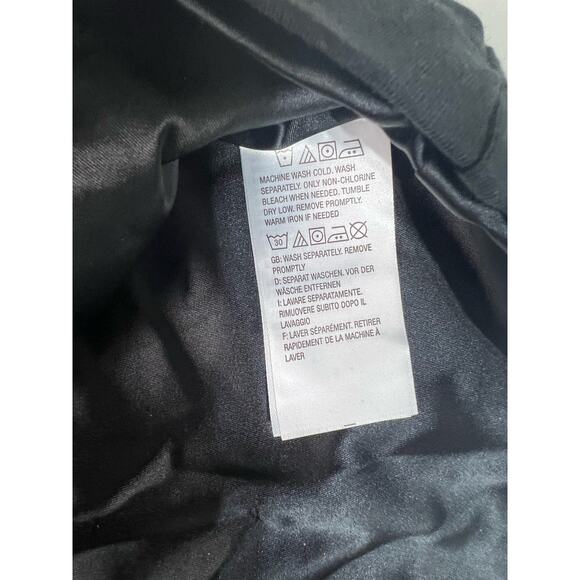 MACHINE WASH COLD. WASH
SEPARATELY. ONLY NON-CHLORINE
BLEACH WHEN NEEDED. TUMBLE
DRY LOW. REMOVE PROMPTLY.
WARM IRON IF NEEDED
30
GB: WASH SEPARATELY. REMOVE
PROMPTLY
D: SEPARAT WASCHEN. VOR DER
WÄSCHE ENTFERNEN
I: LAVARE SEPARATAMENTE.
RIMUOVERE SUBITO DOPO IL
LAVAGGIO
F: LAVER SÉPARÉMENT. RETIRER
RAPIDEMENT DE LA MACHINE À
LAVER